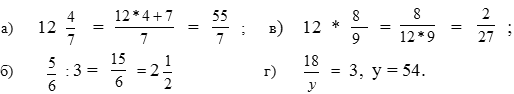 а) 12 4/7 = (12*4+7)/7 = 55/7 ; в) 12 * 8/9 = 8/(12*9) = 2/27 ;
б) 5/6 : 3 = 15/6 = 2 1/2 г) 18/y = 3, y = 54.